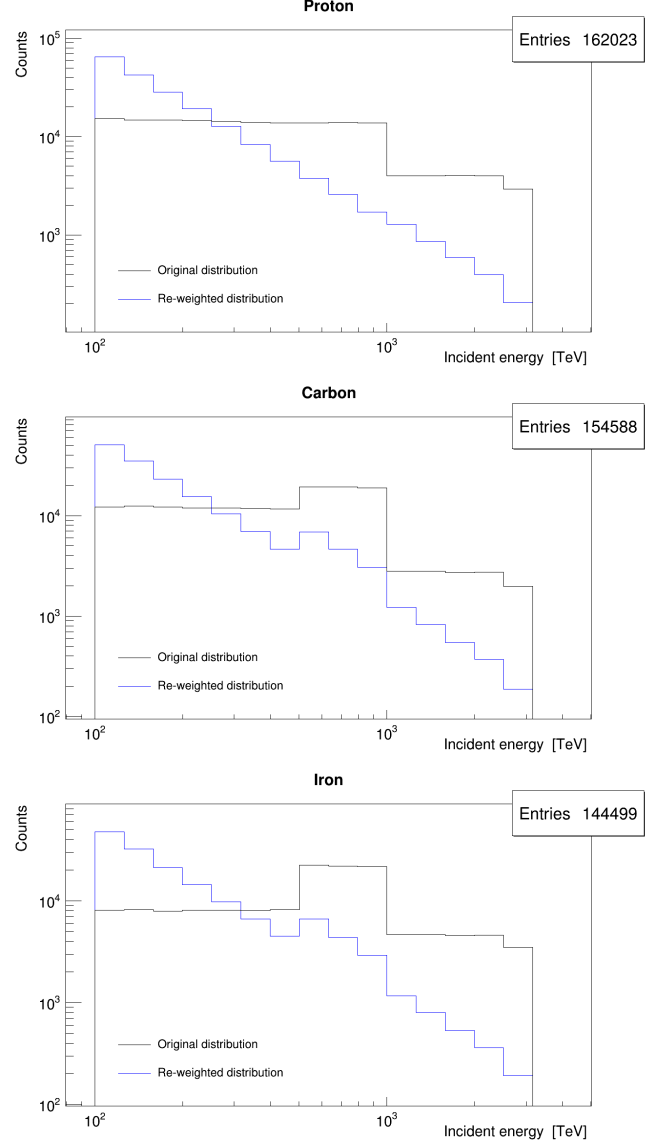 Proton
Entries 162023
Counts
10^5
10^4
10^3
Original distribution
Re-weighted distribution
10^2
10^3
Incident energy [TeV]
Carbon
Entries 154588
Counts
10^4
10^3
10^2
Original distribution
Re-weighted distribution
10^2
10^3
Incident energy [TeV]
Iron
Entries 144499
Counts
10^4
10^3
10^2
Original distribution
Re-weighted distribution
10^2
10^3
Incident energy [TeV]